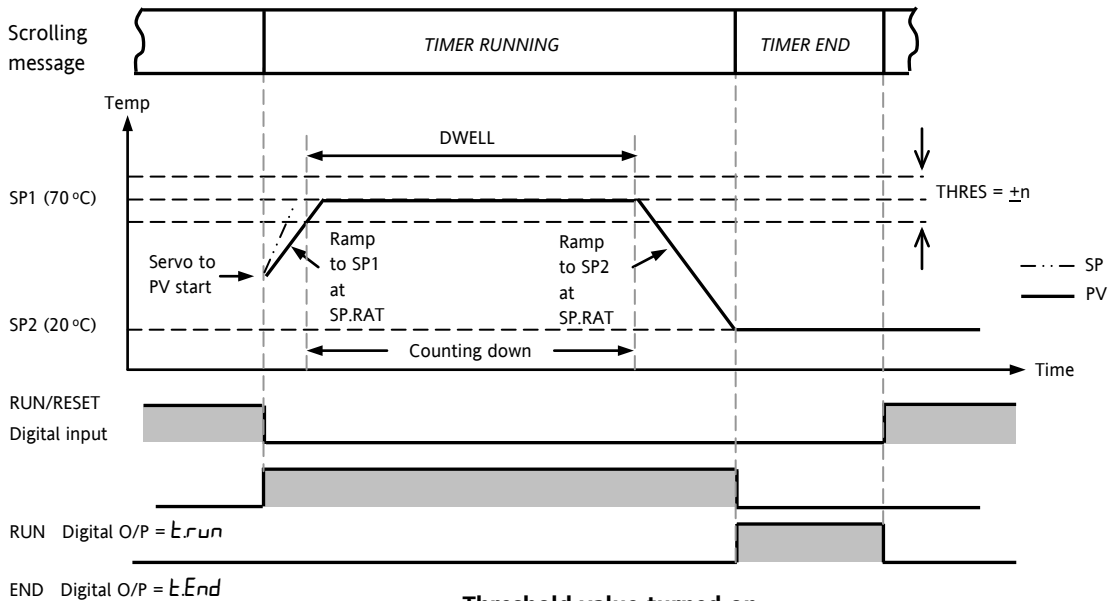 Scrolling
message
TIMER RUNNING
TIMER END
Temp
DWELL
SP1 (70 °C)
THRES = ±n
Servo to
PV start
Ramp
to SP1
at
SP.RAT
Ramp
to SP2
at
SP.RAT
SP
PV
SP2 (20 °C)
Counting down
Time
RUN/RESET
Digital input
RUN Digital O/P = t.run
END Digital O/P = t.End